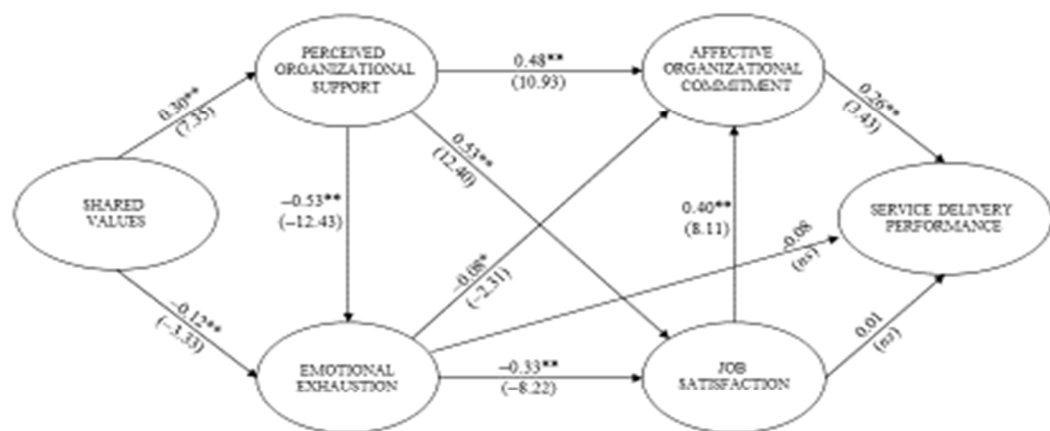 PERCEIVED
ORGANIZATIONAL
SUPPORT
0.48**
(10.93)
AFFECTIVE
ORGANIZATIONAL
COMMITMENT
0.30**
(7.35)
0.26**
(3.43)
0.53**
(12.40)
SHARED
VALUES
−0.53**
(−12.43)
0.40**
(8.11)
SERVICE DELIVERY
PERFORMANCE
−0.08
(ns)
−0.08*
(−2.31)
−0.12**
(−3.33)
0.01
(ns)
EMOTIONAL
EXHAUSTION
−0.33**
(−8.22)
JOB
SATISFACTION